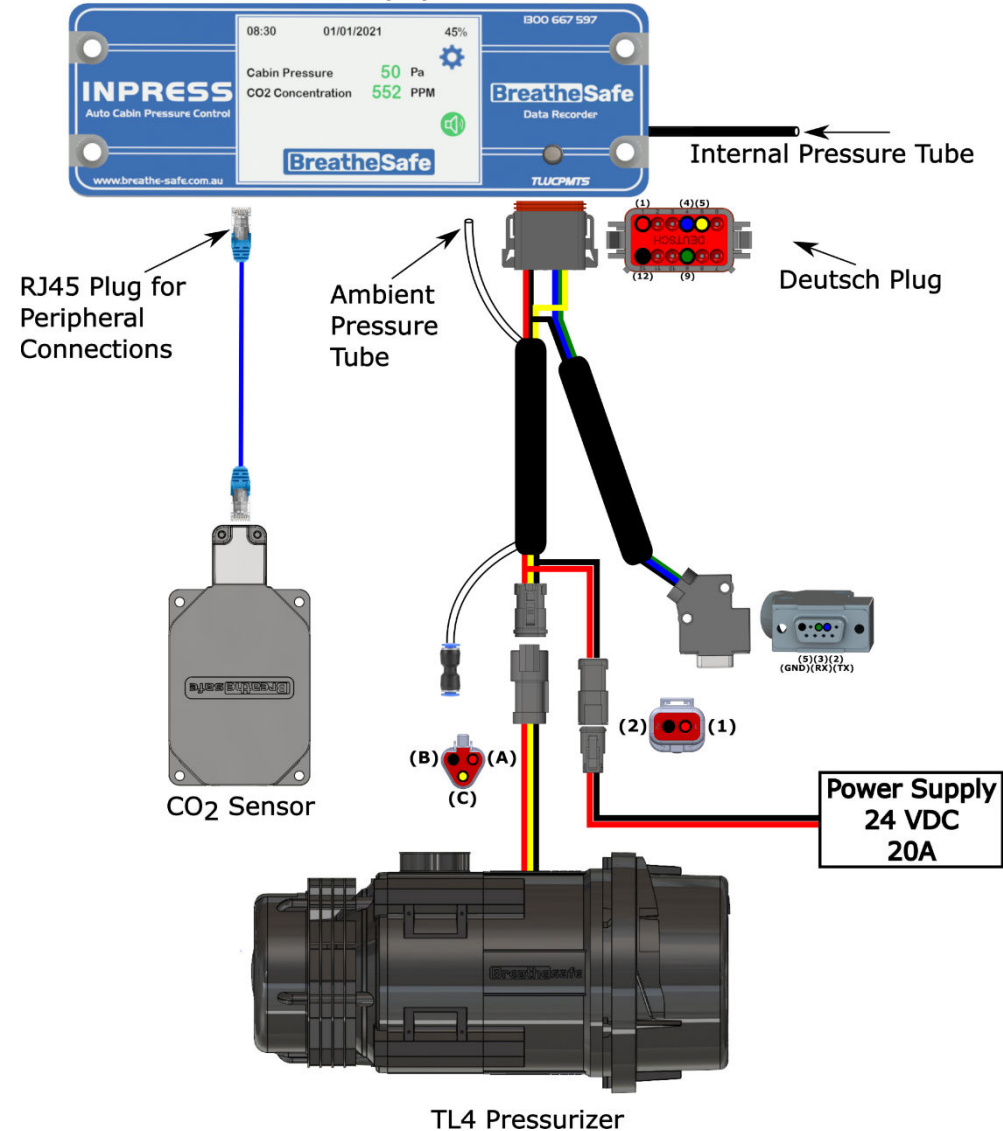 1300 667 597
08:30 01/01/2021 45%
Cabin Pressure 50 Pa
CO2 Concentration 552 PPM
INPRESS
Auto Cabin Pressure Control
BreatheSafe
Data Recorder
BreatheSafe
www.breathe-safe.com.au
TLUCPMTS
Internal Pressure Tube
(1) (4)(5)
DEUTSCH
(12) (9)
Deutsch Plug
RJ45 Plug for
Peripheral
Connections
Ambient
Pressure
Tube
(5)(3)(2)
(GND)(RX)(TX)
Breathesafe
(2) (1)
(B) (A)
(C)
CO2 Sensor
Power Supply
24 VDC
20A
Breathesafe
TL4 Pressurizer